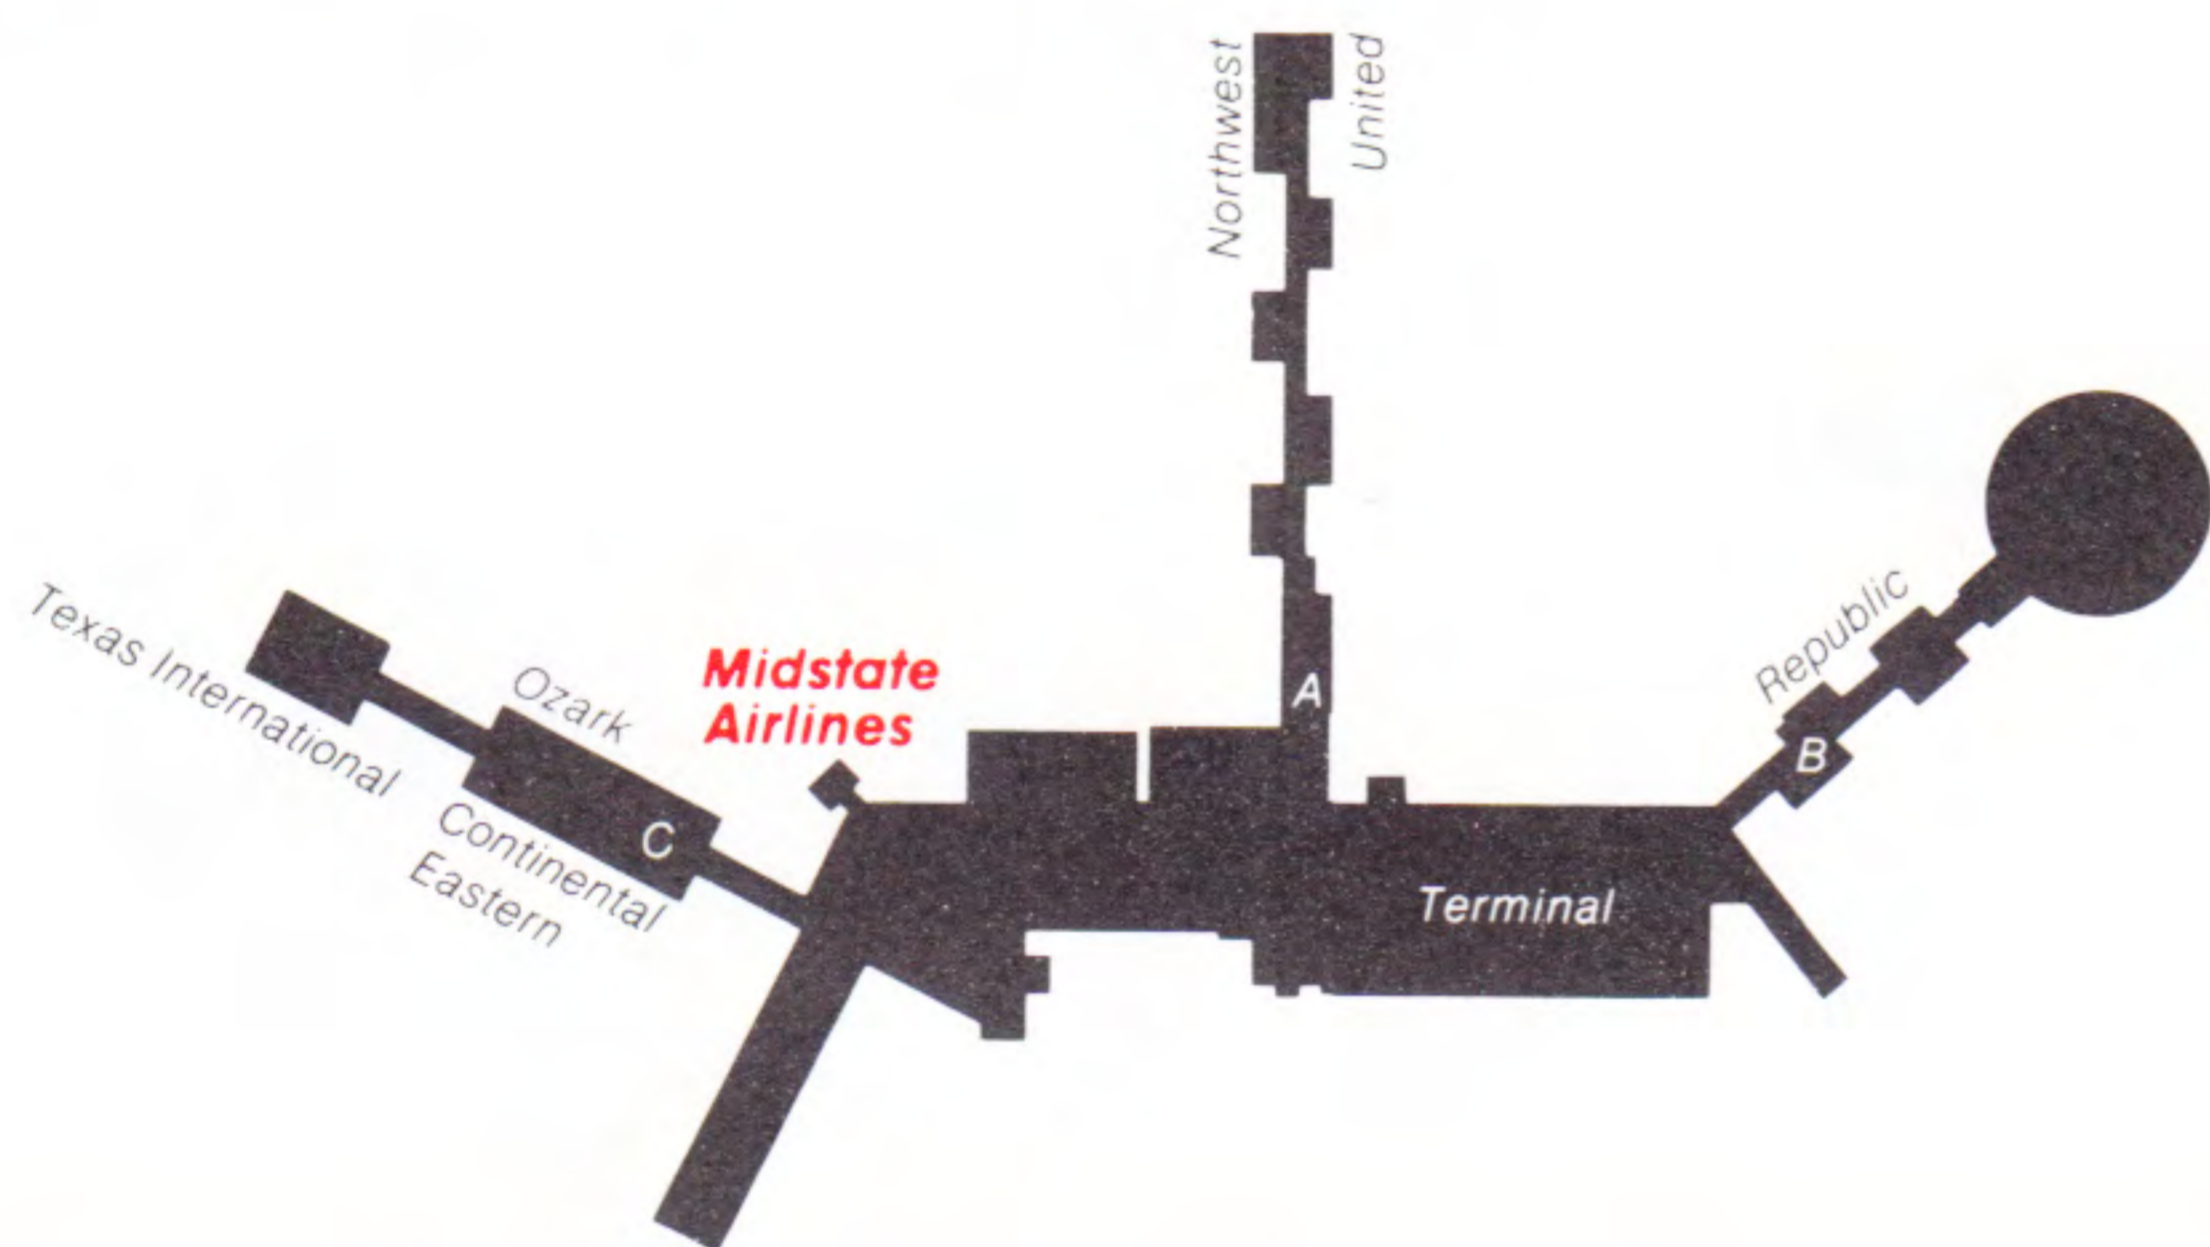 Northwest
United
Texas International
Ozark
Midstate
Airlines
Republic
A
B
C
Continental
Eastern
Terminal